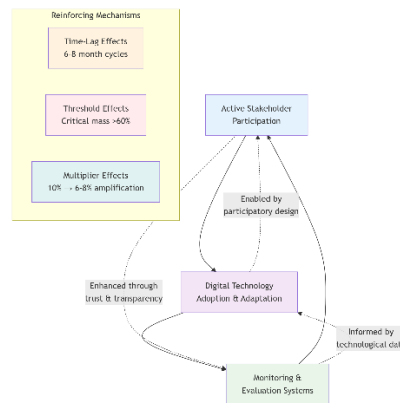 Reinforcing Mechanisms
Time-Lag Effects
6-8 month cycles
Threshold Effects
Critical mass >60%
Multiplier Effects
10% → 6-8% amplification
Active Stakeholder
Participation
Enabled by
participatory design
Enhanced through
trust & transparency
Digital Technology
Adoption & Adaptation
Informed by
technological dat
Monitoring &
Evaluation Systems